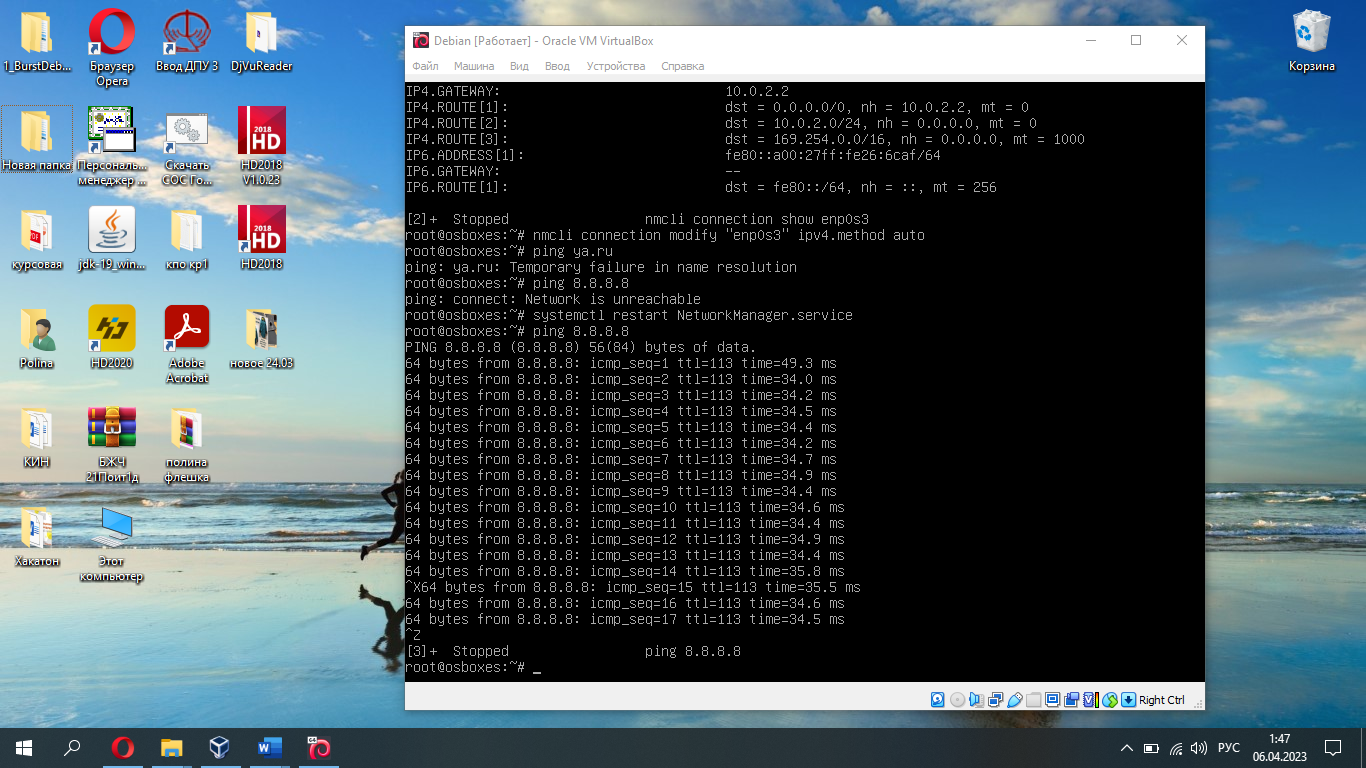 1_BurstDeb...
Браузер
Opera
Ввод ДПУ 3
DjVuReader
Корзина
Новая папка
Персональ...
менеджер ...
Скачать
СОС Го...
2018
HD
HD2018
V1.0.23
курсовая
jdk-19_win...
кпо кр1
2018
HD
HD2018
Polina
HD2020
Adobe
Acrobat
новое 24.03
КИН
БЖЧ
21Поит1д
полина
флешка
Хакатон
Этот
компьютер
Debian [Работает] - Oracle VM VirtualBox
Файл Машина Вид Ввод Устройства Справка
IP4.GATEWAY: 10.0.2.2
IP4.ROUTE[1]: dst = 0.0.0.0/0, nh = 10.0.2.2, mt = 0
IP4.ROUTE[2]: dst = 10.0.2.0/24, nh = 0.0.0.0, mt = 0
IP4.ROUTE[3]: dst = 169.254.0.0/16, nh = 0.0.0.0, mt = 1000
IP6.ADDRESS[1]: fe80::a00:27ff:fe26:6caf/64
IP6.GATEWAY: --
IP6.ROUTE[1]: dst = fe80::/64, nh = ::, mt = 256
[2]+ Stopped nmcli connection show enp0s3
root@osboxes:~# nmcli connection modify "enp0s3" ipv4.method auto
root@osboxes:~# ping ya.ru
ping: ya.ru: Temporary failure in name resolution
root@osboxes:~# ping 8.8.8.8
ping: connect: Network is unreachable
root@osboxes:~# systemctl restart NetworkManager.service
root@osboxes:~# ping 8.8.8.8
PING 8.8.8.8 (8.8.8.8) 56(84) bytes of data.
64 bytes from 8.8.8.8: icmp_seq=1 ttl=113 time=49.3 ms
64 bytes from 8.8.8.8: icmp_seq=2 ttl=113 time=34.0 ms
64 bytes from 8.8.8.8: icmp_seq=3 ttl=113 time=34.2 ms
64 bytes from 8.8.8.8: icmp_seq=4 ttl=113 time=34.5 ms
64 bytes from 8.8.8.8: icmp_seq=5 ttl=113 time=34.4 ms
64 bytes from 8.8.8.8: icmp_seq=6 ttl=113 time=34.2 ms
64 bytes from 8.8.8.8: icmp_seq=7 ttl=113 time=34.7 ms
64 bytes from 8.8.8.8: icmp_seq=8 ttl=113 time=34.9 ms
64 bytes from 8.8.8.8: icmp_seq=9 ttl=113 time=34.4 ms
64 bytes from 8.8.8.8: icmp_seq=10 ttl=113 time=34.6 ms
64 bytes from 8.8.8.8: icmp_seq=11 ttl=113 time=34.4 ms
64 bytes from 8.8.8.8: icmp_seq=12 ttl=113 time=34.9 ms
64 bytes from 8.8.8.8: icmp_seq=13 ttl=113 time=34.4 ms
64 bytes from 8.8.8.8: icmp_seq=14 ttl=113 time=35.8 ms
^X64 bytes from 8.8.8.8: icmp_seq=15 ttl=113 time=35.5 ms
64 bytes from 8.8.8.8: icmp_seq=16 ttl=113 time=34.6 ms
64 bytes from 8.8.8.8: icmp_seq=17 ttl=113 time=34.5 ms
^Z
[3]+ Stopped ping 8.8.8.8
root@osboxes:~# _
Right Ctrl
РУС
1:47
06.04.2023